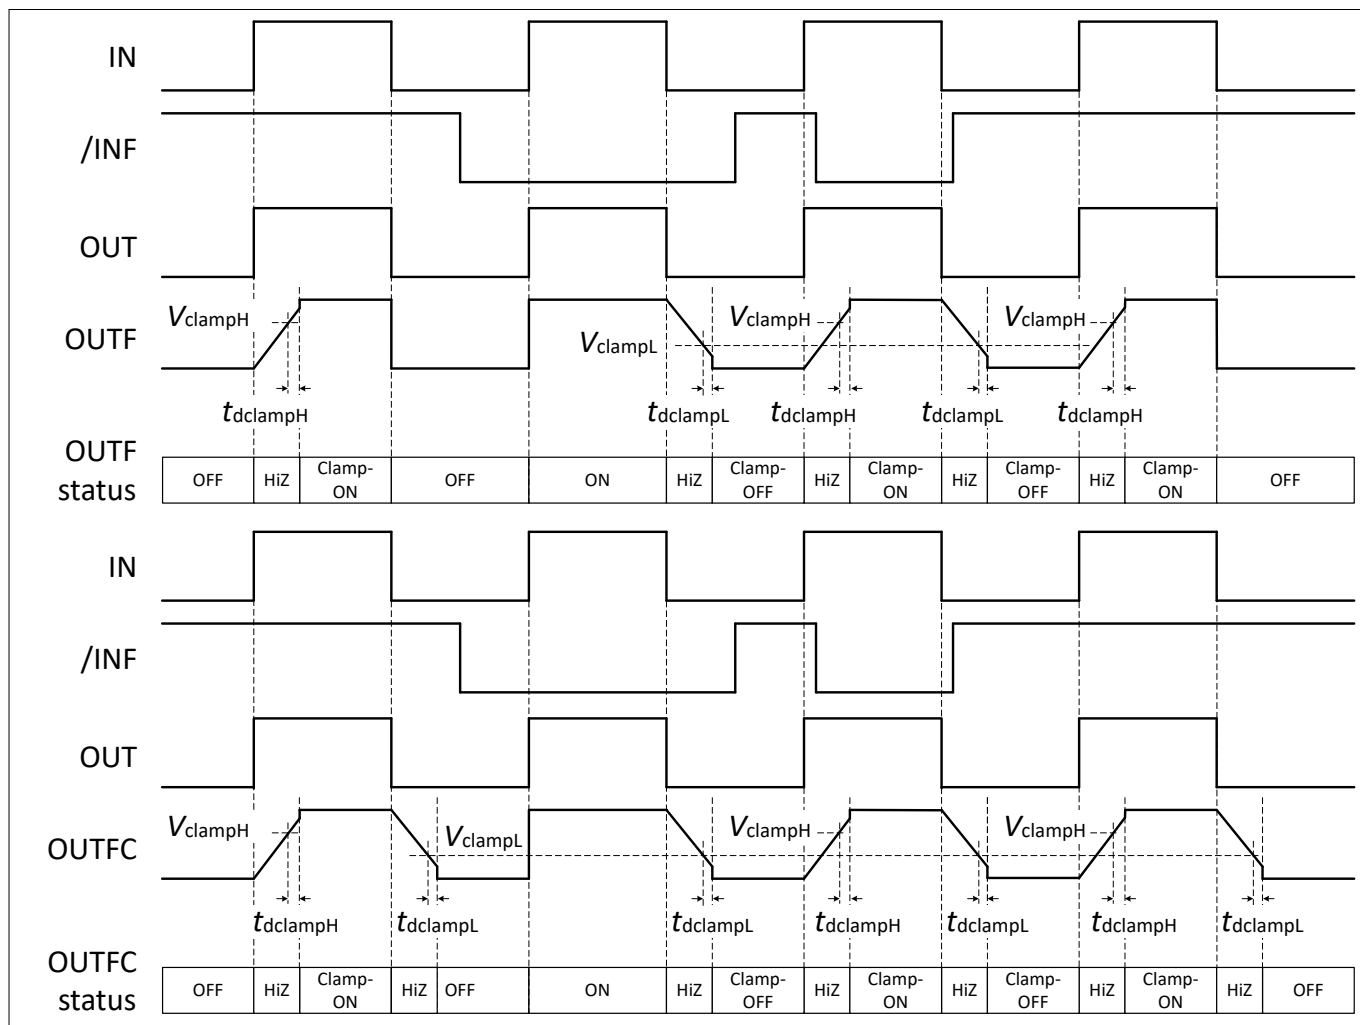 IN
/INF
OUT
VclampH
VclampH
VclampH
OUTF
VclampL
tdclampH
tdclampL
tdclampH
tdclampL
tdclampH
OUTF
status
OFF
HiZ
Clamp-
ON
OFF
ON
HiZ
Clamp-
OFF
HiZ
Clamp-
ON
HiZ
Clamp-
OFF
HiZ
Clamp-
ON
OFF
IN
/INF
OUT
VclampH
VclampL
VclampH
VclampH
OUTFC
tdclampH
tdclampL
tdclampL
tdclampH
tdclampL
tdclampH
tdclampL
OUTFC
status
OFF
HiZ
Clamp-
ON
HiZ
OFF
ON
HiZ
Clamp-
OFF
HiZ
Clamp-
ON
HiZ
Clamp-
OFF
HiZ
Clamp-
ON
HiZ
OFF